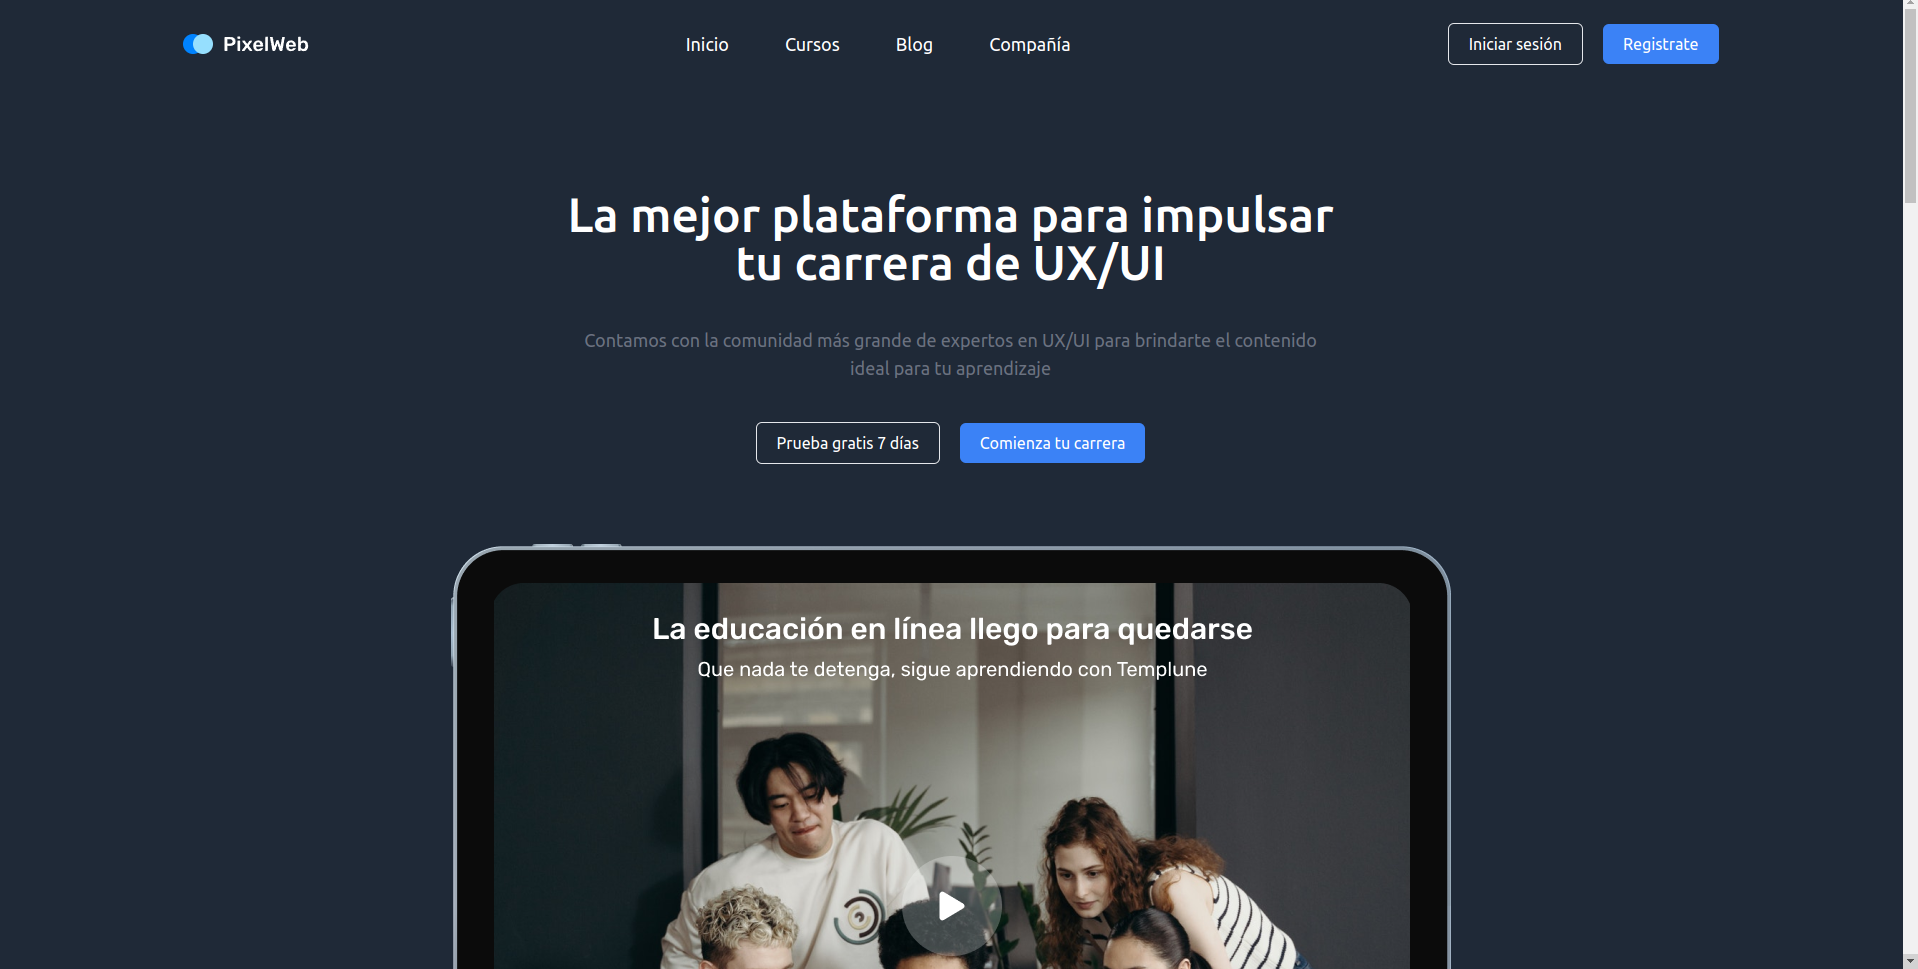 PixelWeb
Inicio
Cursos
Blog
Compañía
Iniciar sesión
Registrate
La mejor plataforma para impulsar
tu carrera de UX/UI
Contamos con la comunidad más grande de expertos en UX/UI para brindarte el contenido
ideal para tu aprendizaje
Prueba gratis 7 días
Comienza tu carrera
La educación en línea llego para quedarse
Que nada te detenga, sigue aprendiendo con Templune